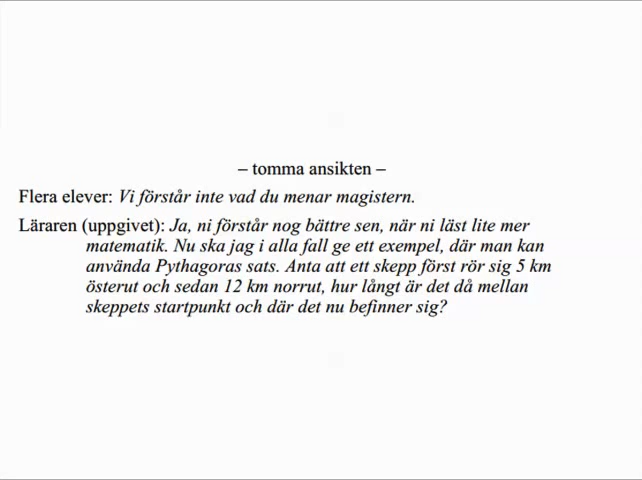 – tomma ansikten –
Flera elever: Vi förstår inte vad du menar magistern.
Läraren (uppgivet): Ja, ni förstår nog bättre sen, när ni läst lite mer
matematik. Nu ska jag i alla fall ge ett exempel, där man kan
använda Pythagoras sats. Anta att ett skepp först rör sig 5 km
österut och sedan 12 km norrut, hur långt är det då mellan
skeppets startpunkt och där det nu befinner sig?